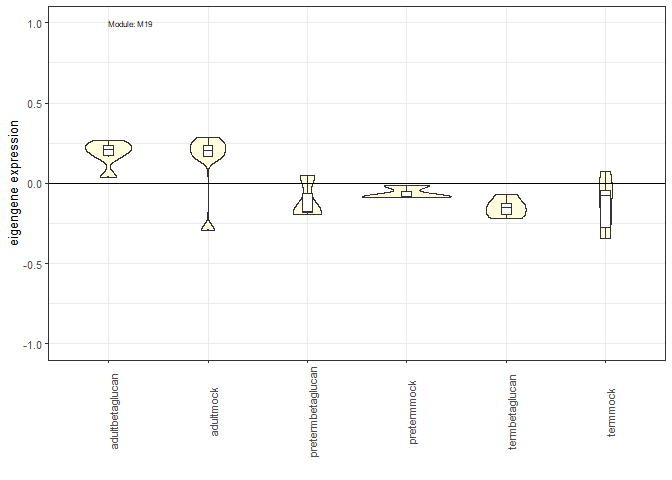 Module: M19
1.0
0.5
0.0
-0.5
-1.0
eigengene expression
adultbetaglucan
adultmock
pretermbetaglucan
pretermmock
termbetaglucan
termmock